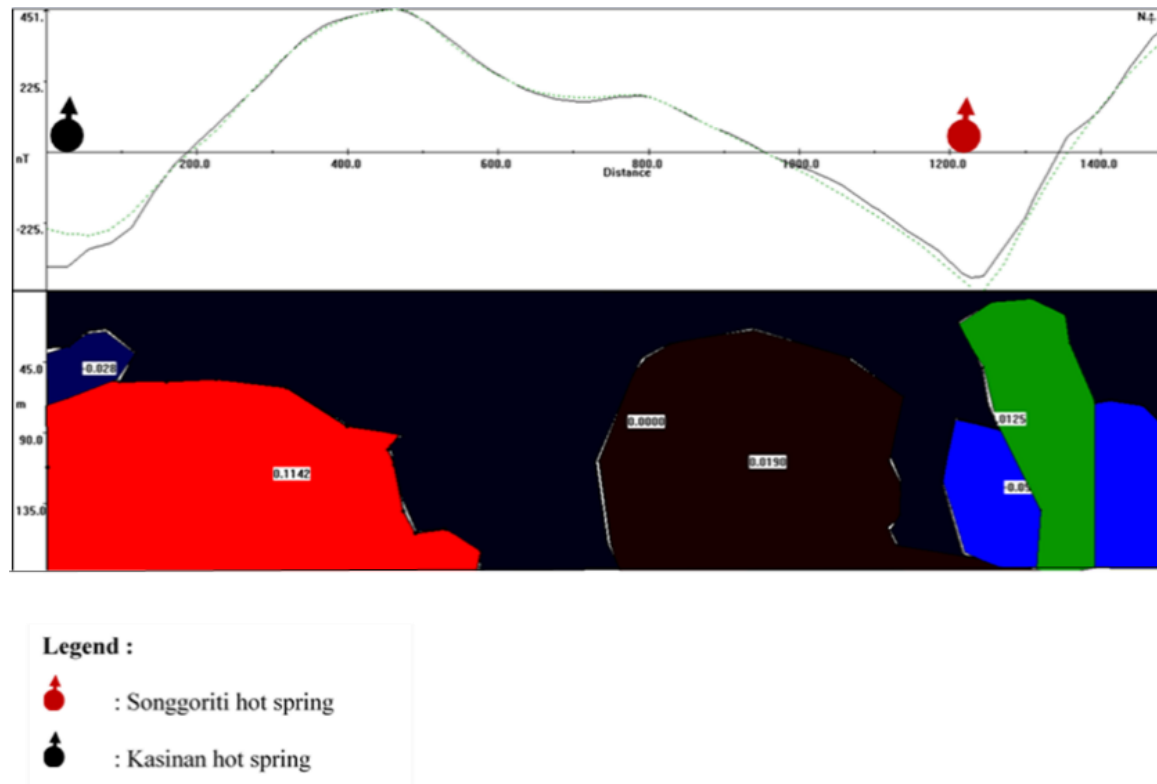 451.
N.
225.
nT
200.0 400.0 600.0 800.0 1000.0 1200.0 1400.0
Distance
-225.
-0.028
45.0
m
0.0000
.0125
90.0
0.1142
0.0190
-0.05
135.0
Legend :
: Songgoriti hot spring
: Kasinan hot spring